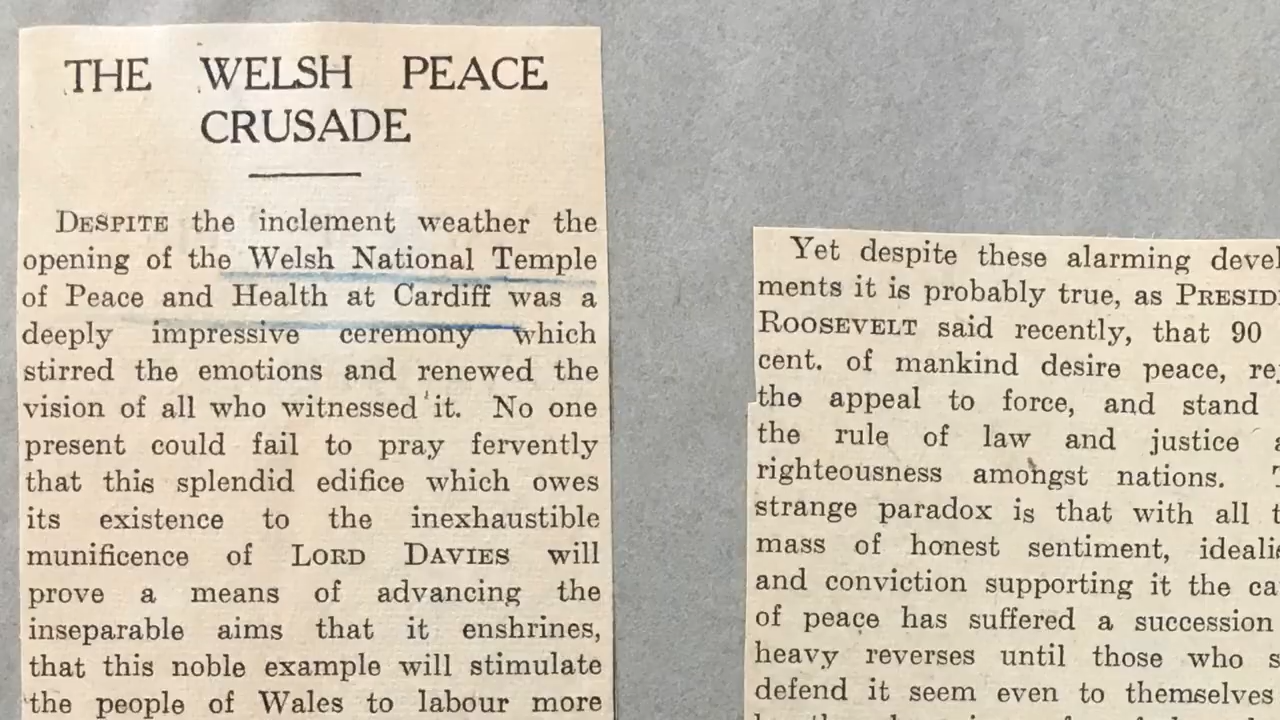 THE WELSH PEACE
CRUSADE
DESPITE the inclement weather the
opening of the Welsh National Temple
of Peace and Health at Cardiff was a
deeply impressive ceremony which
stirred the emotions and renewed the
vision of all who witnessed it. No one
present could fail to pray fervently
that this splendid edifice which owes
its existence to the inexhaustible
munificence of LORD DAVIES will
prove a means of advancing the
inseparable aims that it enshrines,
that this noble example will stimulate
the people of Wales to labour more
Yet despite these alarming devel
ments it is probably true, as PRESID
ROOSEVELT said recently, that 90
cent. of mankind desire peace, re
the appeal to force, and stand
the rule of law and justice
righteousness amongst nations.
strange paradox is that with all t
mass of honest sentiment, ideali
and conviction supporting it the ca
of peace has suffered a succession
heavy reverses until those who s
defend it seem even to themselves